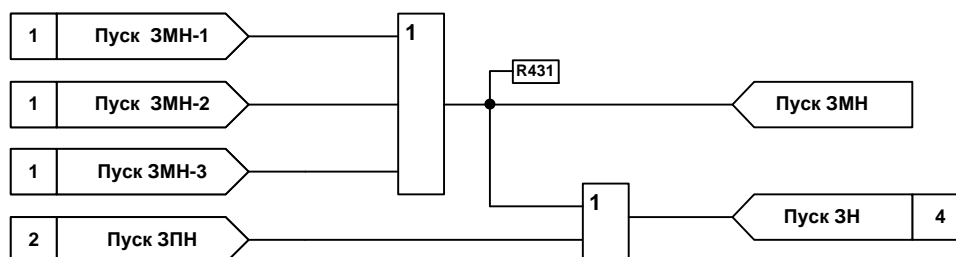 1 Пуск ЗМН-1
1
R431
1 Пуск ЗМН-2
Пуск ЗМН
1 Пуск ЗМН-3
1
Пуск ЗН 4
2 Пуск ЗПН